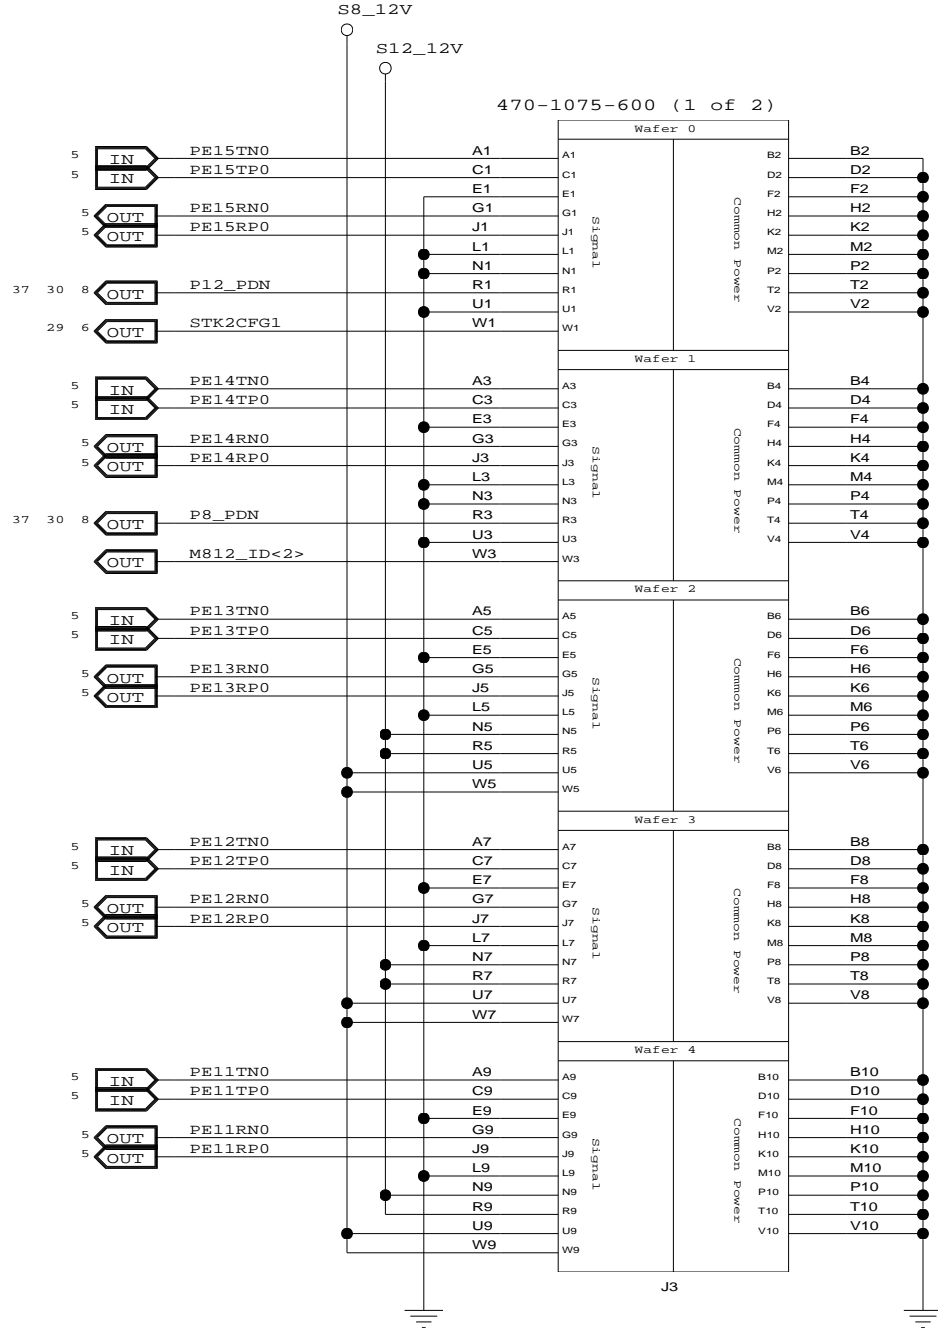 S8_12V
S12_12V
470-1075-600 (1 of 2)
Wafer 0
5 IN PE15TN0 A1 A1 B2 B2
5 IN PE15TP0 C1 C1 D2 D2
E1 E1 F2 F2
5 OUT PE15RN0 G1 G1 H2 H2
5 OUT PE15RP0 J1 J1 K2 K2
L1 L1 M2 M2
N1 N1 P2 P2
37 30 8 OUT P12_PDN R1 R1 T2 T2
U1 U1 V2 V2
29 6 OUT STK2CFG1 W1 W1
Signal
Common Power
Wafer 1
5 IN PE14TN0 A3 A3 B4 B4
5 IN PE14TP0 C3 C3 D4 D4
E3 E3 F4 F4
5 OUT PE14RN0 G3 G3 H4 H4
5 OUT PE14RP0 J3 J3 K4 K4
L3 L3 M4 M4
N3 N3 P4 P4
37 30 8 OUT P8_PDN R3 R3 T4 T4
U3 U3 V4 V4
OUT M812_ID<2> W3 W3
Signal
Common Power
Wafer 2
5 IN PE13TN0 A5 A5 B6 B6
5 IN PE13TP0 C5 C5 D6 D6
E5 E5 F6 F6
5 OUT PE13RN0 G5 G5 H6 H6
5 OUT PE13RP0 J5 J5 K6 K6
L5 L5 M6 M6
N5 N5 P6 P6
R5 R5 T6 T6
U5 U5 V6 V6
W5 W5
Signal
Common Power
Wafer 3
5 IN PE12TN0 A7 A7 B8 B8
5 IN PE12TP0 C7 C7 D8 D8
E7 E7 F8 F8
5 OUT PE12RN0 G7 G7 H8 H8
5 OUT PE12RP0 J7 J7 K8 K8
L7 L7 M8 M8
N7 N7 P8 P8
R7 R7 T8 T8
U7 U7 V8 V8
W7 W7
Signal
Common Power
Wafer 4
5 IN PE11TN0 A9 A9 B10 B10
5 IN PE11TP0 C9 C9 D10 D10
E9 E9 F10 F10
5 OUT PE11RN0 G9 G9 H10 H10
5 OUT PE11RP0 J9 J9 K10 K10
L9 L9 M10 M10
N9 N9 P10 P10
R9 R9 T10 T10
U9 U9 V10 V10
W9 W9
Signal
Common Power
J3